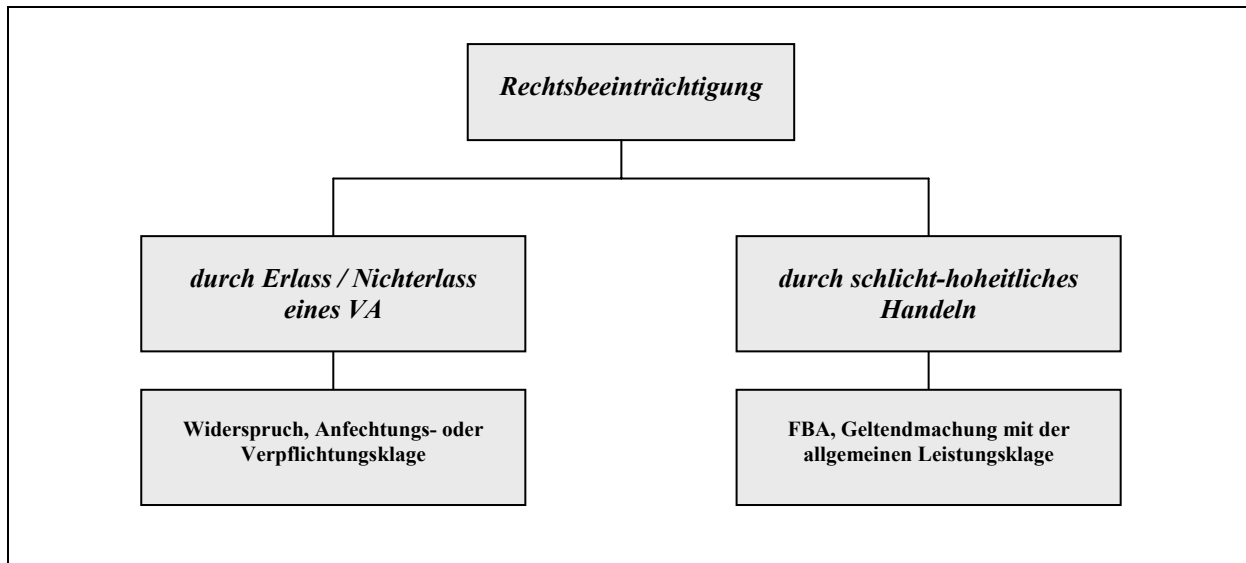 Rechtsbeeinträchtigung
durch Erlass / Nichterlass
eines VA
durch schlicht-hoheitliches
Handeln
Widerspruch, Anfechtungs- oder
Verpflichtungsklage
FBA, Geltendmachung mit der
allgemeinen Leistungsklage